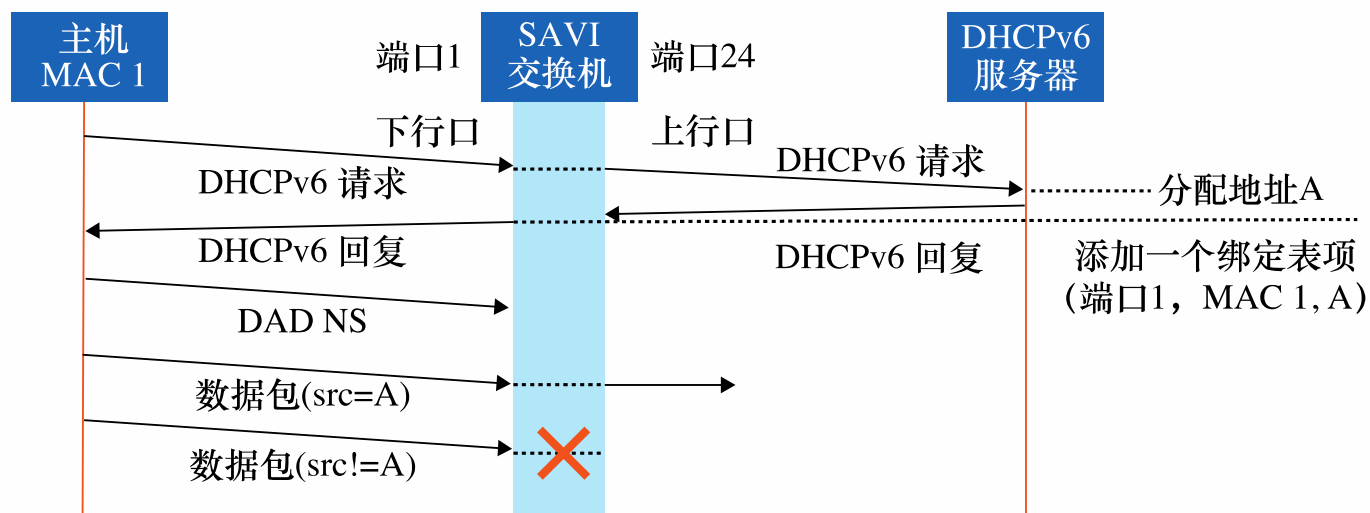 主机
MAC 1
端口1
SAVI
交换机
端口24
DHCPv6
服务器
下行口
上行口
DHCPv6 请求
DHCPv6 请求
分配地址A
DHCPv6 回复
DHCPv6 回复
添加一个绑定表项
(端口1，MAC 1, A)
DAD NS
数据包(src=A)
数据包(src!=A)